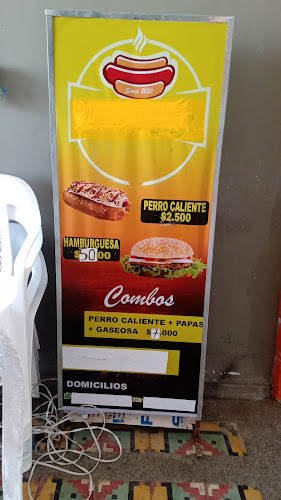 Since 2021
PERRO CALIENTE
$2.500
HAMBURGUESA
Combos
PERRO CALIENTE + PAPAS
+ GASEOSA
DOMICILIOS